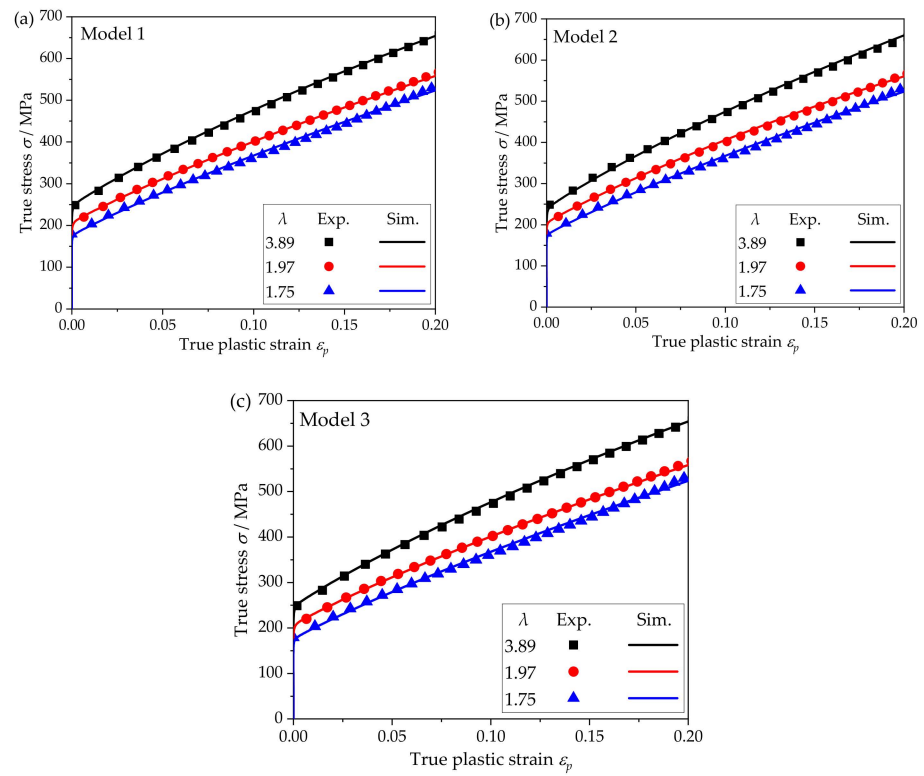 (a)
Model 1
700
600
500
400
300
200
100
0
True stress σ / MPa
λ Exp. Sim.
3.89
1.97
1.75
0.00 0.05 0.10 0.15 0.20
True plastic strain εp
(b)
Model 2
700
600
500
400
300
200
100
0
True stress σ / MPa
λ Exp. Sim.
3.89
1.97
1.75
0.00 0.05 0.10 0.15 0.20
True plastic strain εp
(c)
Model 3
700
600
500
400
300
200
100
0
True stress σ / MPa
λ Exp. Sim.
3.89
1.97
1.75
0.00 0.05 0.10 0.15 0.20
True plastic strain εp